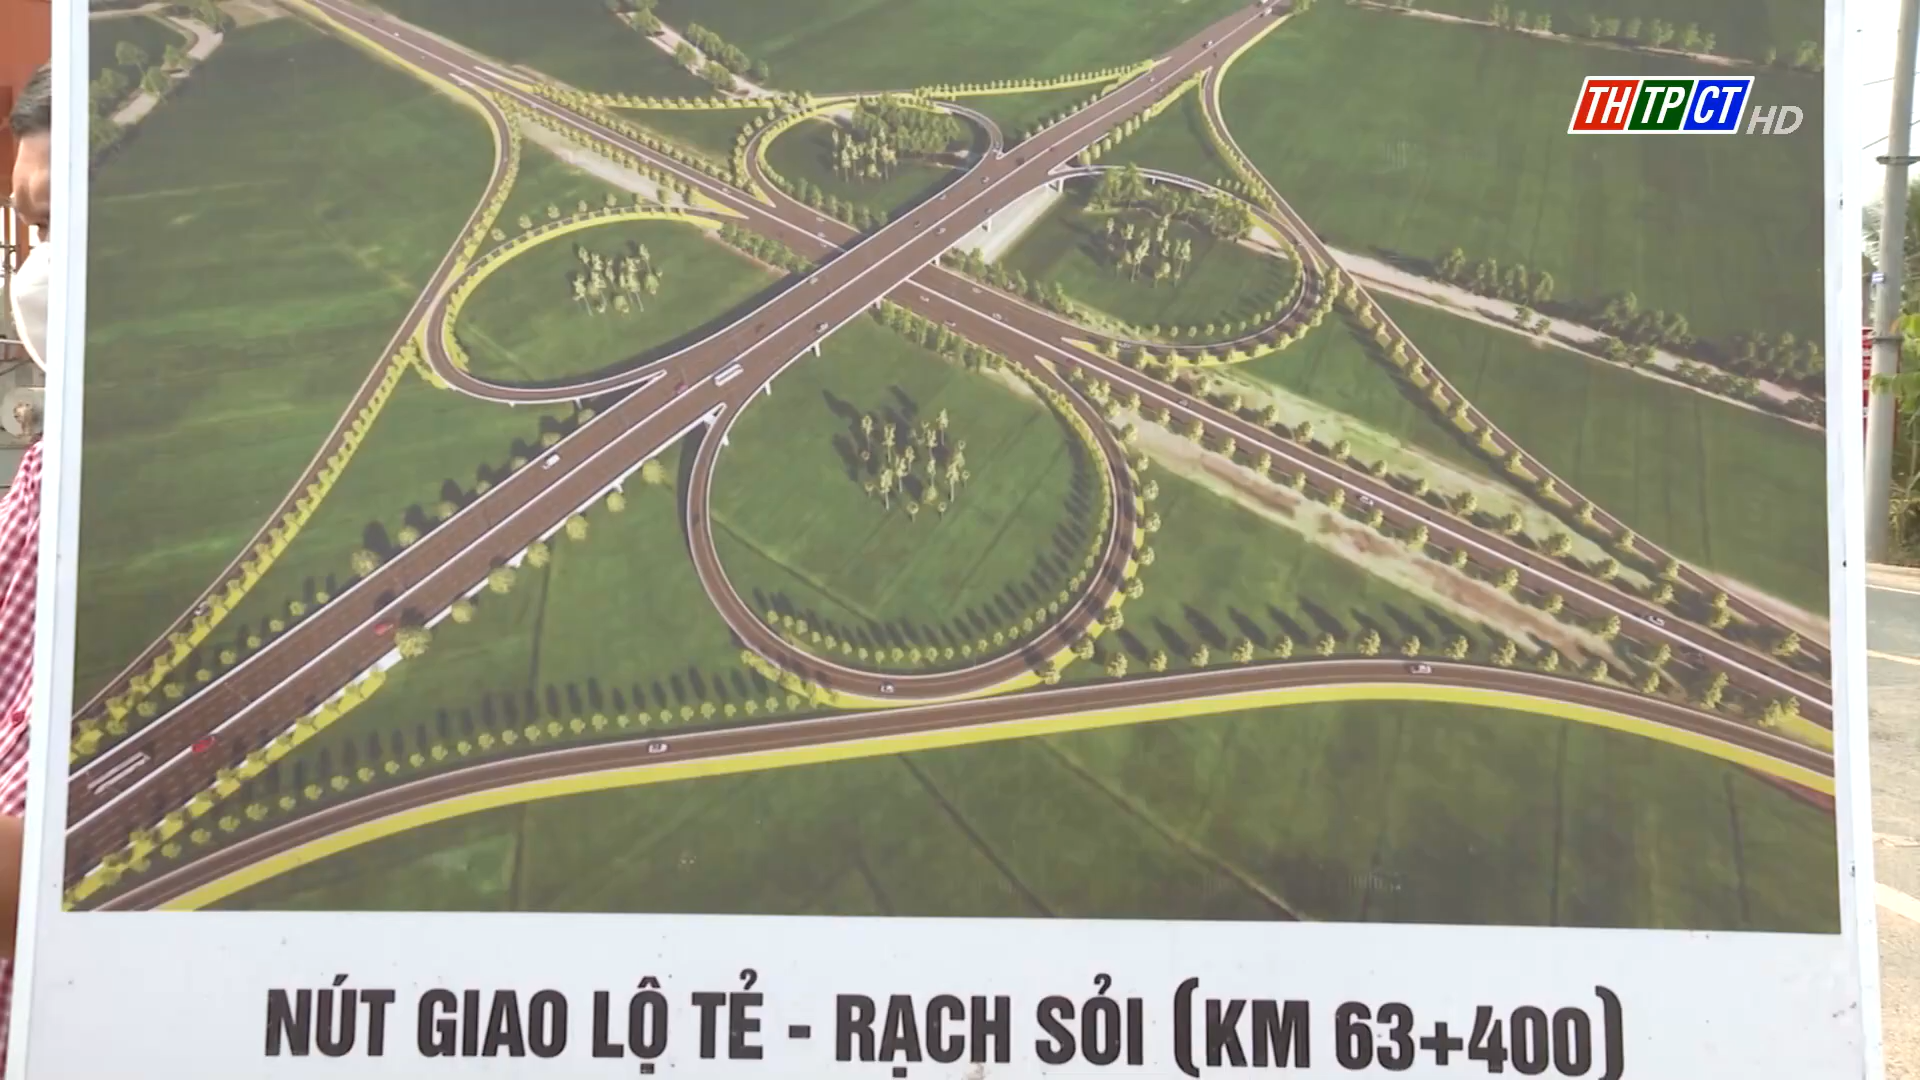 THTPCT HD
NÚT GIAO LỘ TẺ - RẠCH SỎI (KM 63+400)